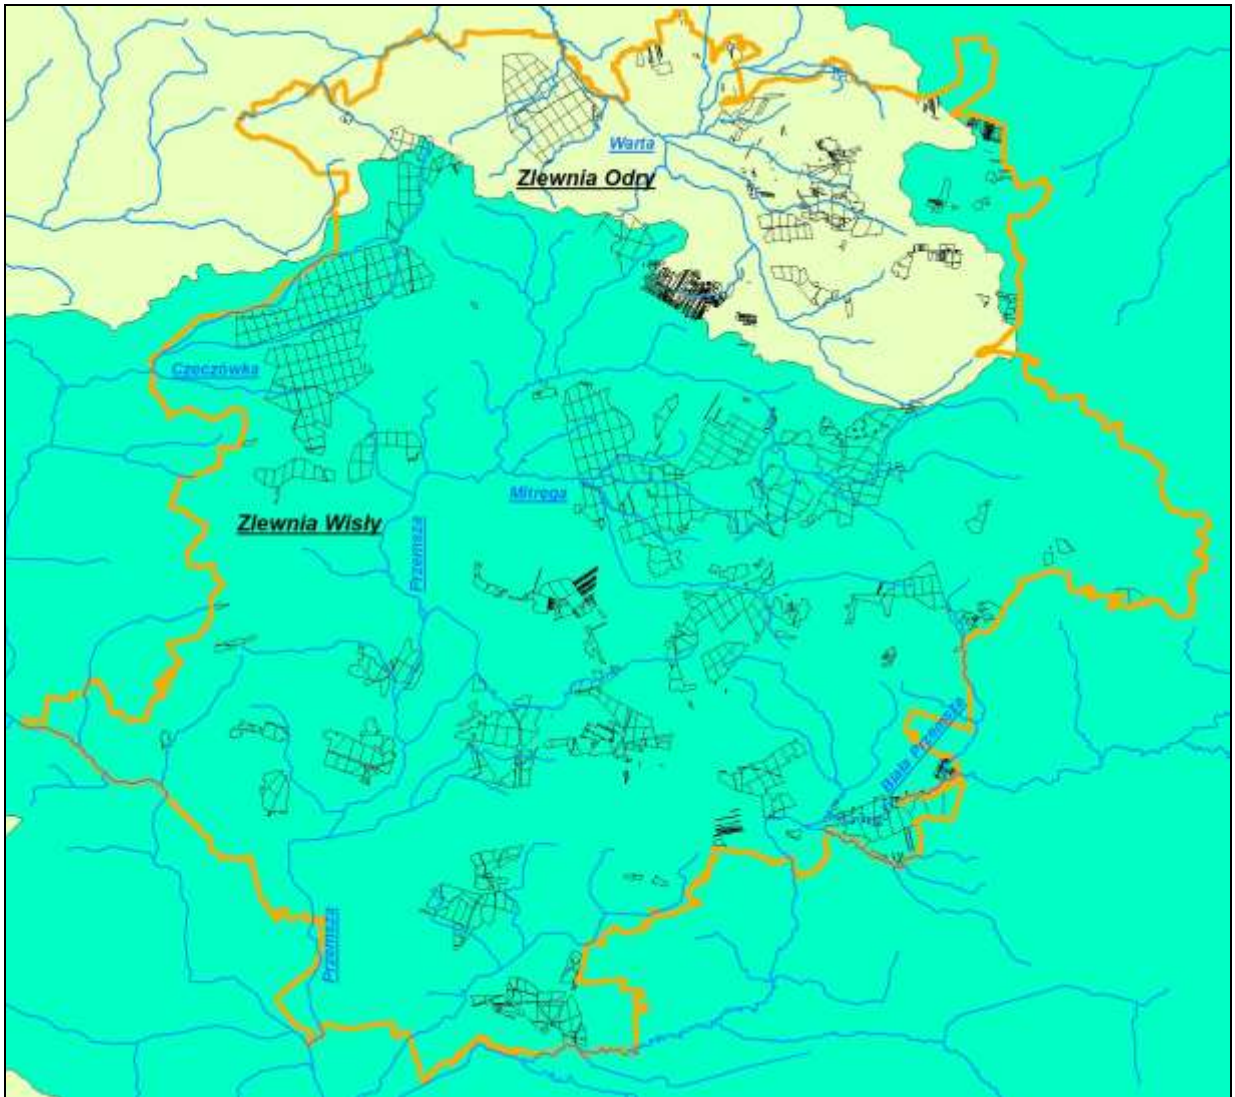 Warta
Zlewnia Odry
Czeczówka
Mitręga
Zlewnia Wisły
Przemsza
Biała Przemsza
Przemsza